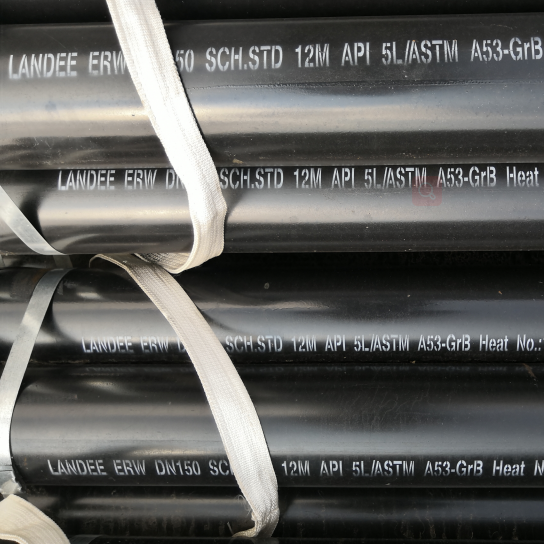 LANDEE ERW 50 SCH.STD 12M API 5L/ASTM A53-GrB
LANDEE ERW DN SCH.STD 12M API 5L/ASTM A53-GrB Heat
LANDEE ERW SCH.STD 12M API 5L/ASTM A53-GrB Heat No.:
LANDEE ERW DN150 SC 12M API 5L/ASTM A53-GrB Heat N